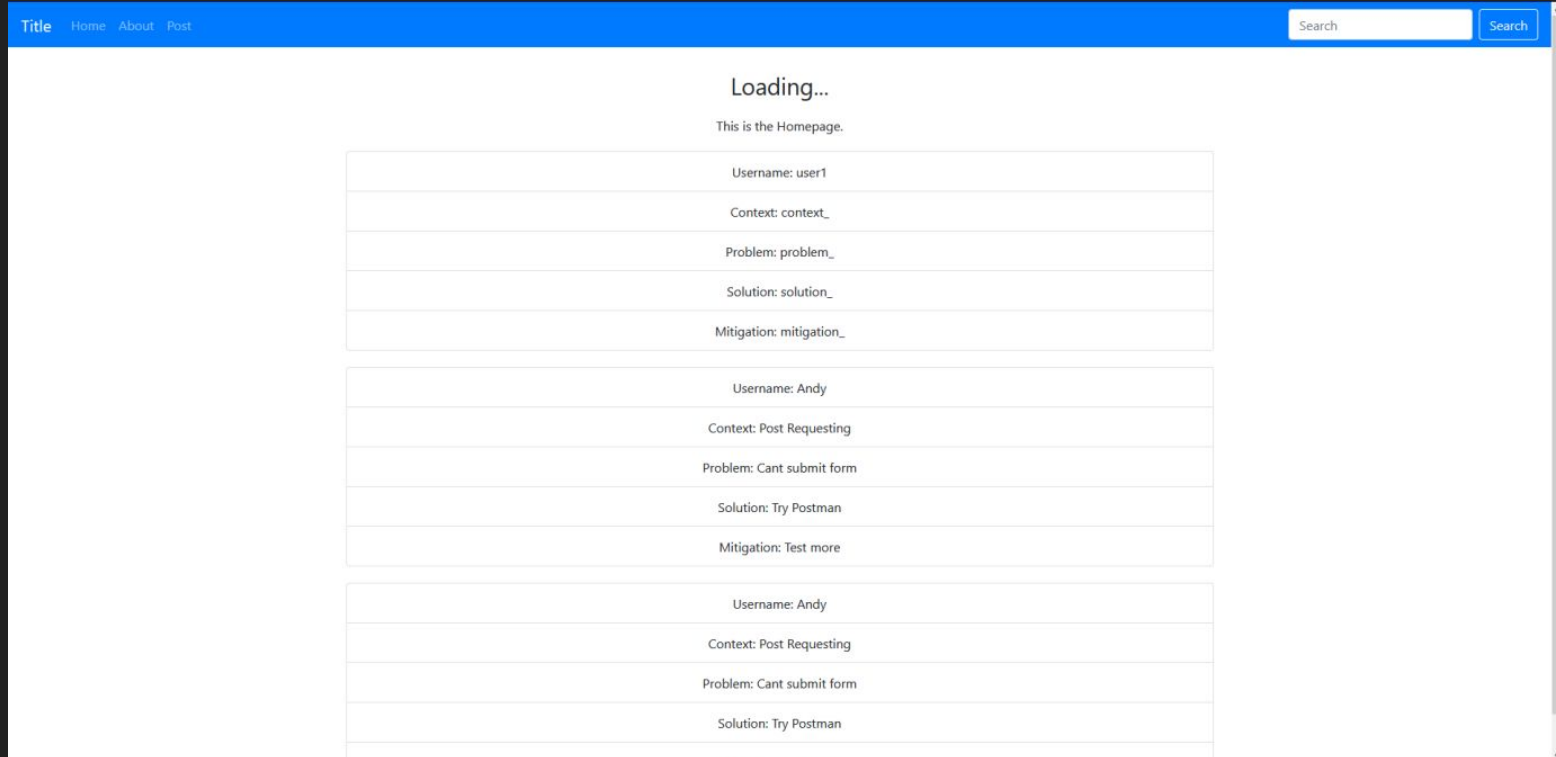 Title Home About Post Search Search
Loading...
This is the Homepage.
Username: user1
Context: context_
Problem: problem_
Solution: solution_
Mitigation: mitigation_
Username: Andy
Context: Post Requesting
Problem: Cant submit form
Solution: Try Postman
Mitigation: Test more
Username: Andy
Context: Post Requesting
Problem: Cant submit form
Solution: Try Postman